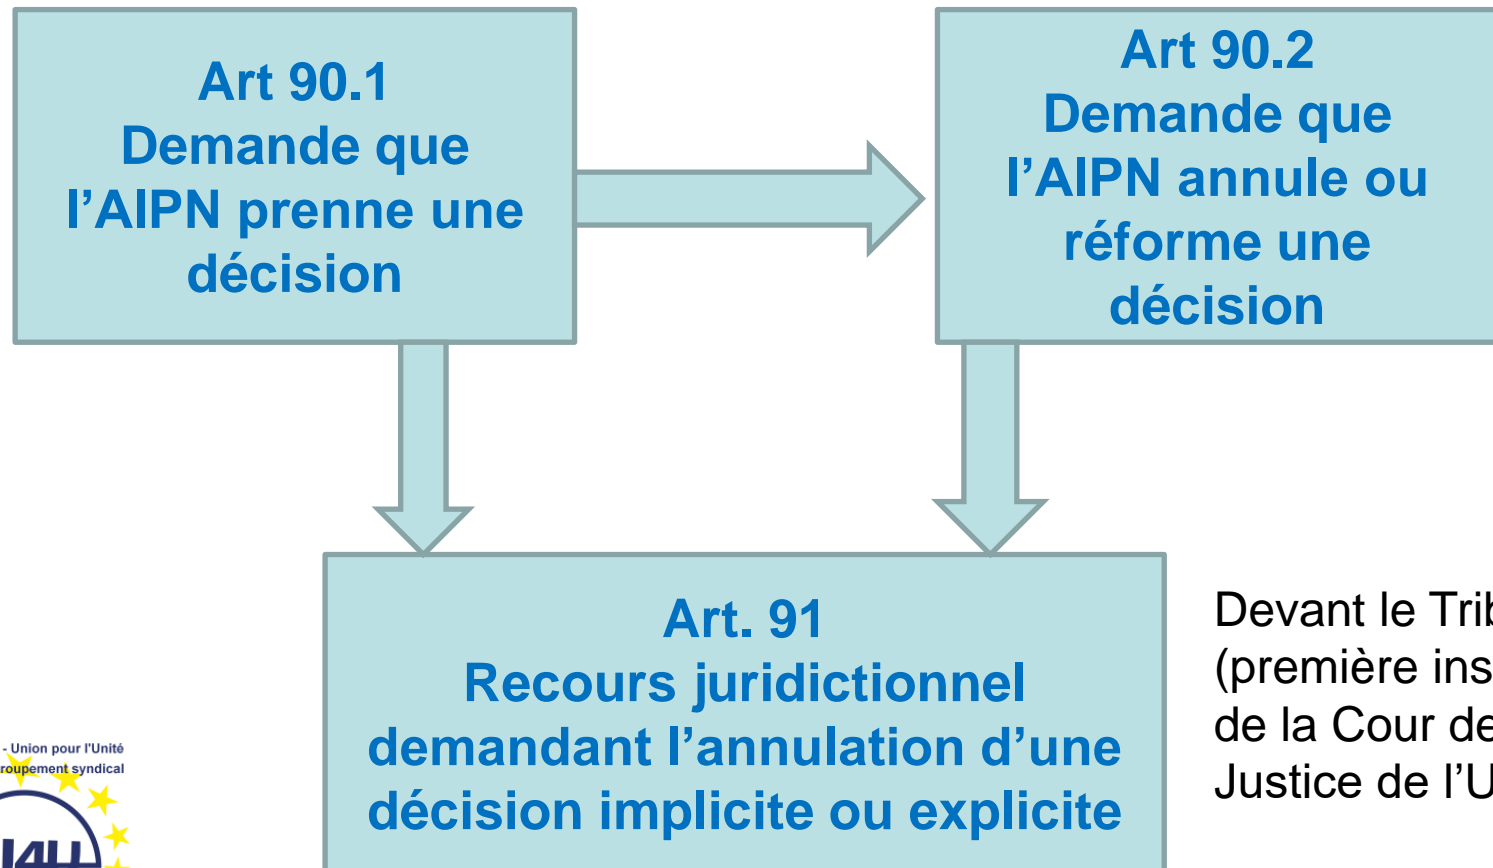 Art 90.1
Demande que
l’AIPN prenne une
décision
Art 90.2
Demande que
l’AIPN annule ou
réforme une
décision
Art. 91
Recours juridictionnel
demandant l’annulation d’une
décision implicite ou explicite
Devant le
(première
de la Cour
Justice de
- Union pour l'Unité
syndical